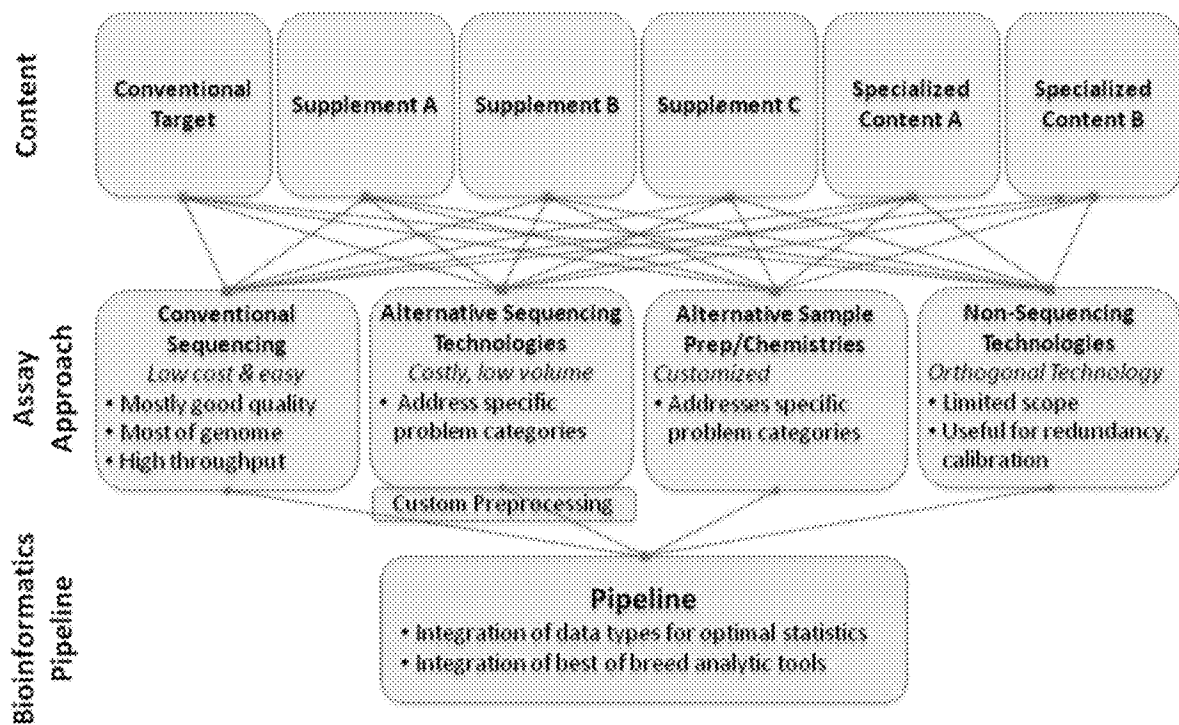 Content
Conventional
Target
Supplement A
Supplement B
Supplement C
Specialized
Content A
Specialized
Content B
Assay
Approach
Conventional
Sequencing
Low cost & easy
• Mostly good quality
• Most of genome
• High throughput
Alternative Sequencing
Technologies
Costly, low volume
• Address specific
problem categories
Alternative Sample
Prep/Chemistries
Customized
• Addresses specific
problem categories
Non-Sequencing
Technologies
Orthogonal Technology
• Limited scope
• Useful for redundancy,
calibration
Custom Preprocessing
Bioinformatics
Pipeline
Pipeline
• Integration of data types for optimal statistics
• Integration of best of breed analytic tools